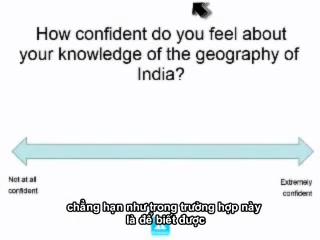 How confident do you feel about
your knowledge of the geography of
India?
Not at all
confident
Extremely
confident
chẳng hạn như trong trường hợp này
là để biết được